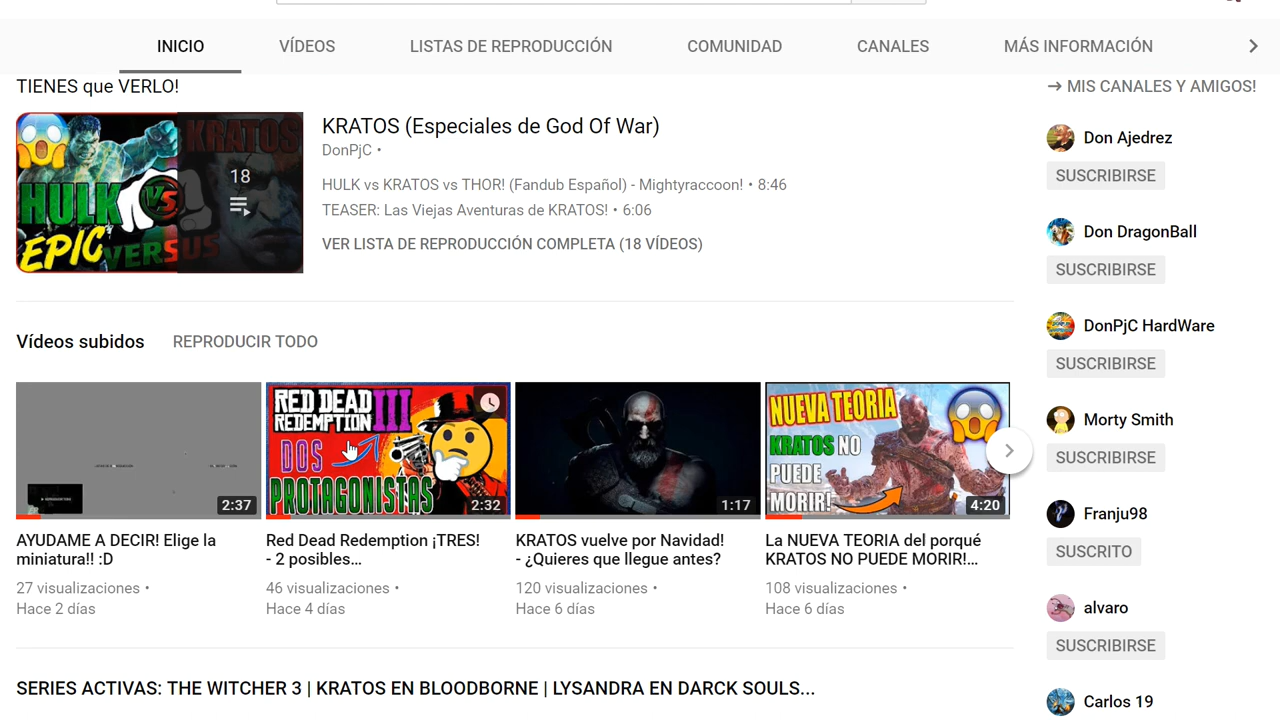 INICIO
VÍDEOS
LISTAS DE REPRODUCCIÓN
COMUNIDAD
CANALES
MÁS INFORMACIÓN
TIENES que VERLO!
HULK
VS
EPIC
VERSUS
KRATOS
18
KRATOS (Especiales de God Of War)
DonPjC •
HULK vs KRATOS vs THOR! (Fandub Español) - Mightyraccoon! • 8:46
TEASER: Las Viejas Aventuras de KRATOS! • 6:06
VER LISTA DE REPRODUCCIÓN COMPLETA (18 VÍDEOS)
Vídeos subidos
REPRODUCIR TODO
2:37
AYUDAME A DECIR! Elige la
miniatura!! :D
27 visualizaciones •
Hace 2 días
RED DEAD
REDEMPTION III
DOS
PROTAGONISTAS
2:32
Red Dead Redemption ¡TRES!
- 2 posibles...
46 visualizaciones •
Hace 4 días
1:17
KRATOS vuelve por Navidad!
- ¿Quieres que llegue antes?
120 visualizaciones •
Hace 6 días
NUEVA TEORIA
KRATOS NO
PUEDE
MORIR!
4:20
La NUEVA TEORIA del porqué
KRATOS NO PUEDE MORIR!...
108 visualizaciones •
Hace 6 días
SERIES ACTIVAS: THE WITCHER 3 | KRATOS EN BLOODBORNE | LYSANDRA EN DARCK SOULS...
→ MIS CANALES Y AMIGOS!
Don Ajedrez
SUSCRIBIRSE
Don DragonBall
SUSCRIBIRSE
DonPjC HardWare
SUSCRIBIRSE
Morty Smith
SUSCRIBIRSE
Franju98
SUSCRITO
alvaro
SUSCRIBIRSE
Carlos 19